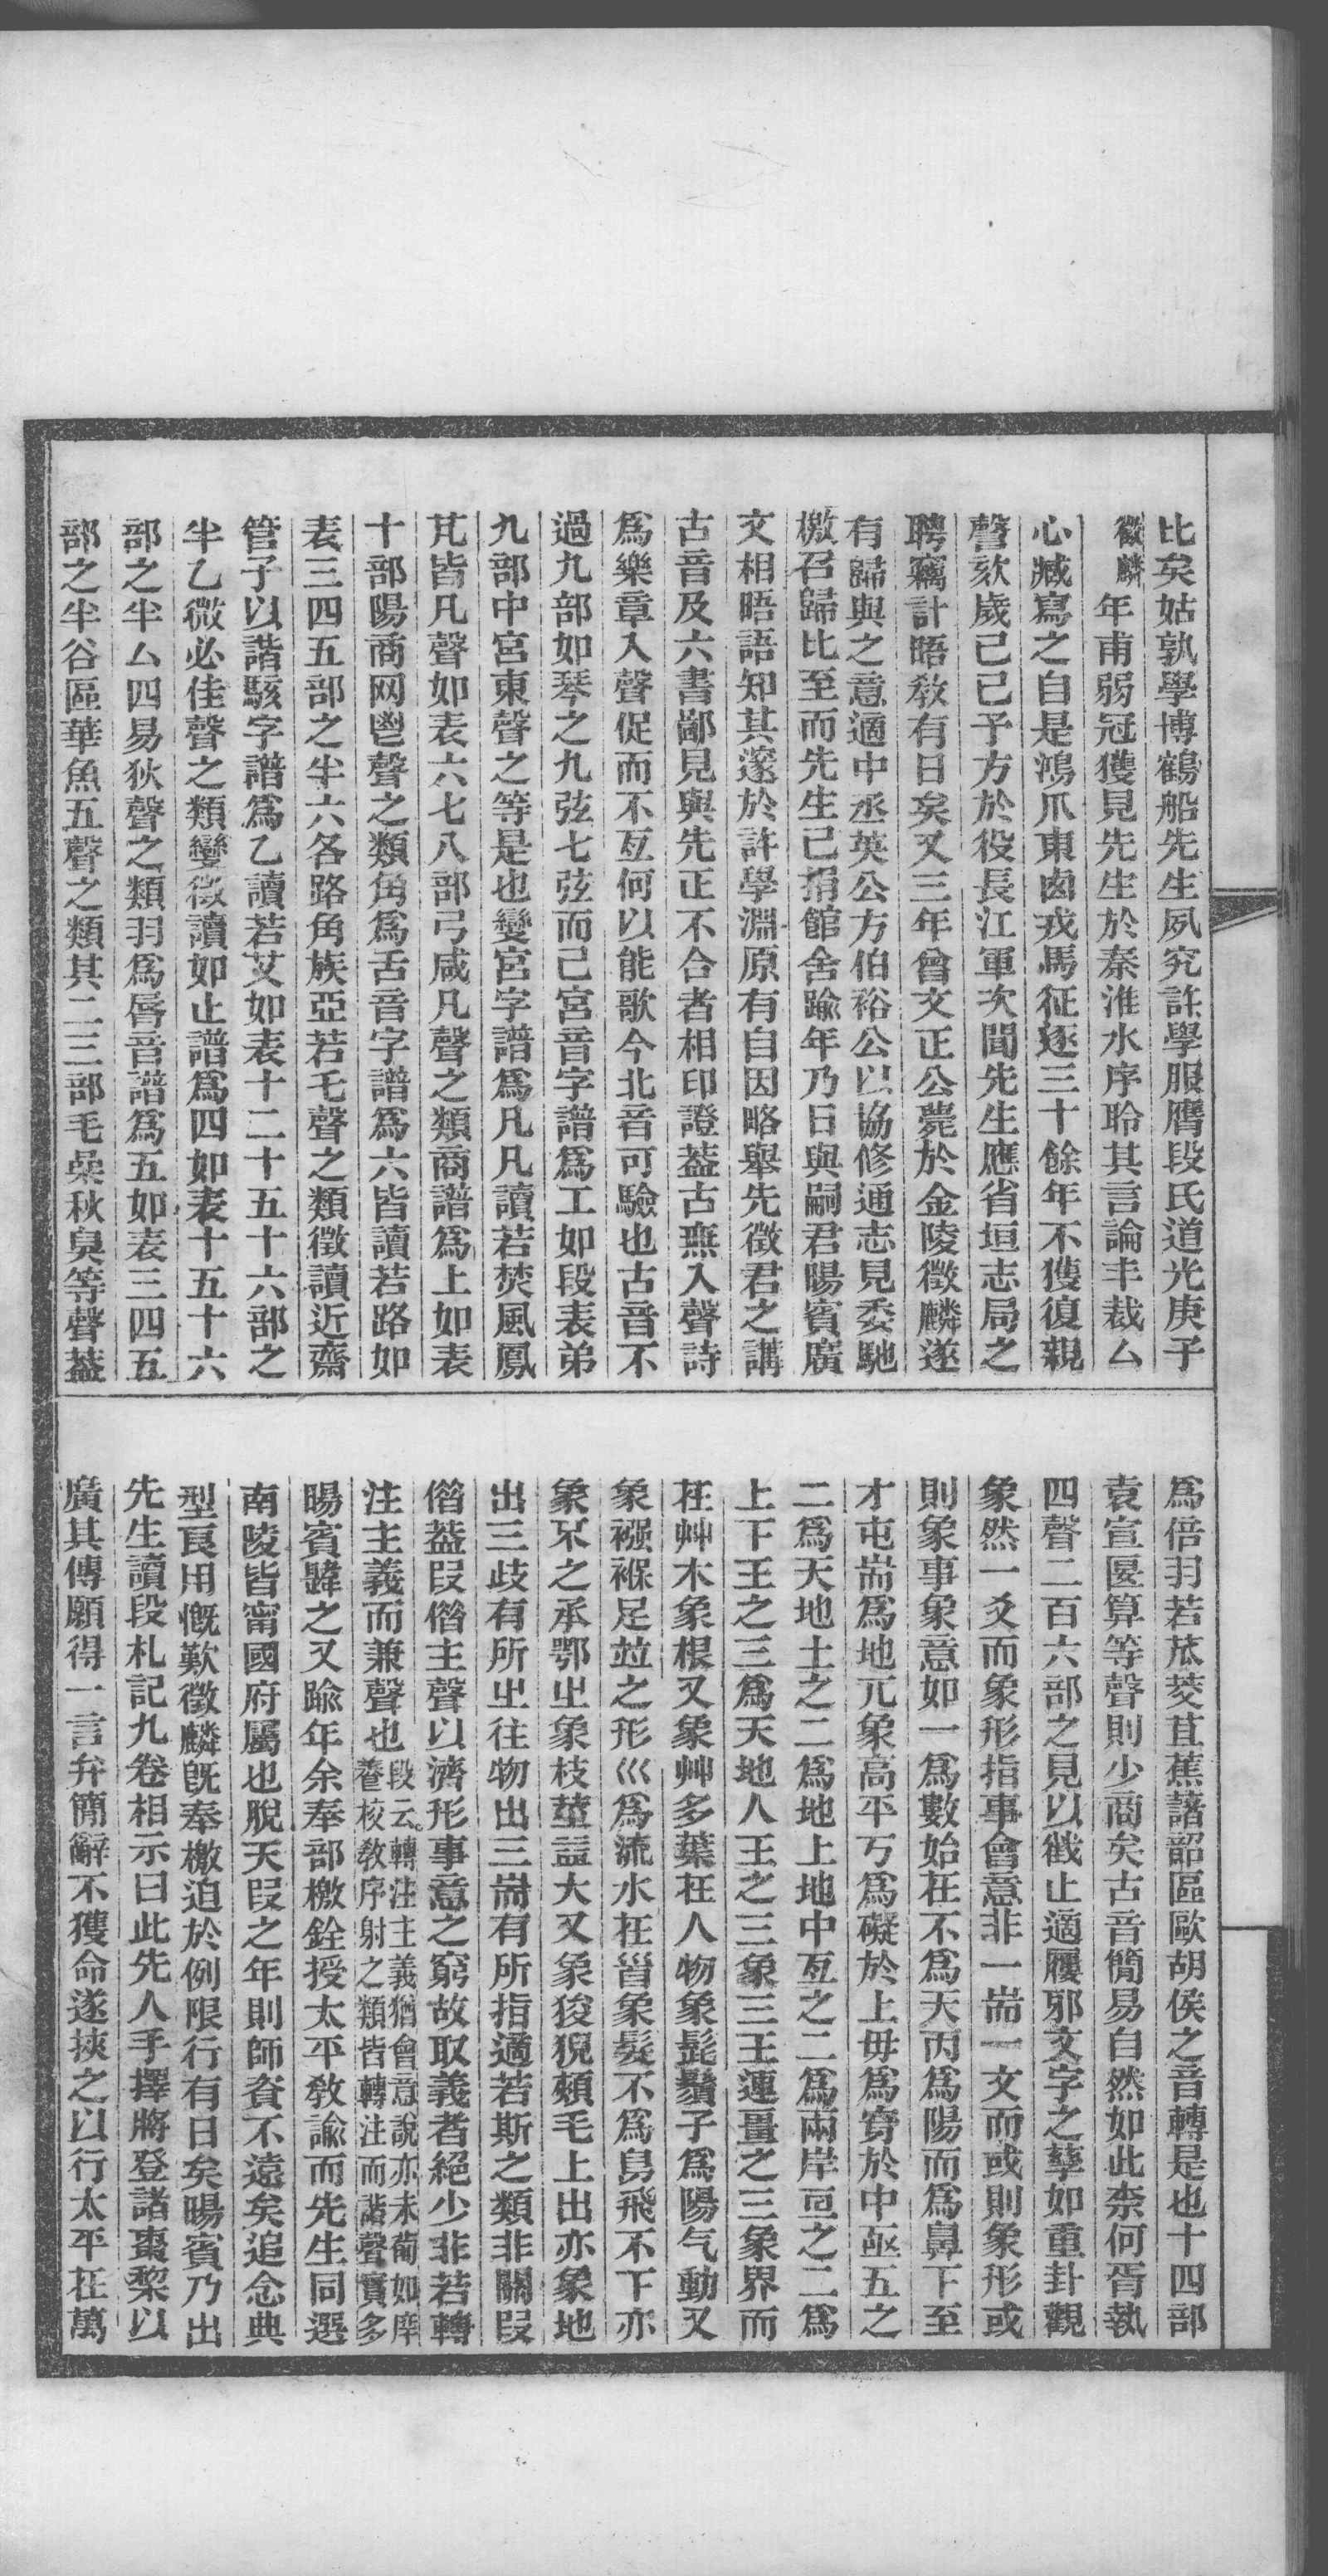 比矣姑孰學博鶴船先生夙究許學服膺段氏道光庚子
徵麟年甫弱冠獲見先生於秦淮水序聆其言論丰裁厶
心臧寫之自是鴻爪東㢴戎馬征逐三十餘年不獲復親
謦欬歲己巳予方於役長江軍次聞先生應省垣志局之
聘竊計晤教有日矣又三年曾文正公薨於金陵徵麟遂
有歸與之意適中丞英公方伯裕公以協修通志見委馳
檄召歸比至而先生已捐館舍踰年乃日與嗣君暘賓廣
文相晤語知其邃於許學淵原有自因略舉先徵君之講
古音及六書鄙見與先正不合者相印證葢古無入聲詩
爲樂章入聲促而不亙何以能歌今北音可驗也古音不
過九部如琴之九弦七弦而已宮音字譜爲工如段表弟
九部中宮東聲之等是也變宮字譜爲凡凡讀若焚風鳳
芃皆凡聲如表六七八部弓咸凡聲之類商譜爲上如表
十部陽商网鬯聲之類角爲舌音字譜爲六皆讀若路如
表三四五部之半六各路角族亞若乇聲之類徵讀近齋
管子以諧駭字譜爲乙讀若艾如表十二十五十六部之
半乙微必佳聲之類變徵讀如止譜爲四如表十五十六
部之半厶四易狄聲之類羽爲唇音譜爲五如表三四五
部之半谷區華魚五聲之類其二三部毛喿秋臭等聲葢
爲倍羽若苽茭苴蕉藷韶區歐胡侯之音轉是也十四部
袁宣匽算等聲則少商矣古音簡易自然如此柰何胥執
四聲二百六部之見以戳止適屨邪文字之孳如重卦觀
象然一爻而象形指事會意非一耑一文而或則象形或
則象事象意如一爲數始在不爲天丙爲陽而爲鼻下至
才屯耑爲地兀象高平丂爲礙於上毋爲㝕於中亟五之
二爲天地土之二爲地上地中亙之二爲兩岸亘之二爲
上下王之三爲天地人王之三象三王連畺之三象界而
在艸木象根又象艸多葉在人物象髭鬚子爲陽气動又
象襁褓足竝之形巛爲流水在𦣻象髮不爲鳥飛不下亦
象不之承鄂㞢象枝莖益大又象狻猊頰毛上出亦象地
出三歧有所㞢往物出三耑有所指適若斯之類非關叚
僭葢叚僭主聲以濟形事意之窮故取義者絕少非若轉
注主義而兼聲也段云轉注主義猶會意說亦未葡如摩
養校教序射之類皆轉注而諧聲實多
暘賓韙之又踰年余奉部檄銓授太平教諭而先生同選
南陵皆甯國府屬也脫天叚之年則師資不遠矣追念典
型良用慨歎徵麟旣奉檄迫於例限行有日矣暘賓乃出
先生讀段札記九卷相示曰此先人手擇將登諸棗棃以
廣其傳願得一言弁簡辭不獲命遂挾之以行太平在萬